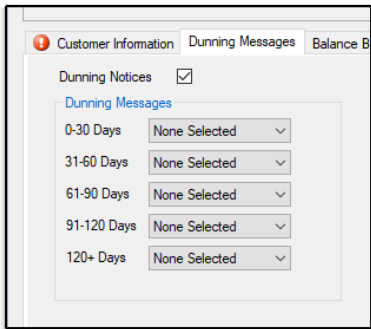 Customer Information Dunning Messages Balance B
Dunning Notices
Dunning Messages
0-30 Days None Selected
31-60 Days None Selected
61-90 Days None Selected
91-120 Days None Selected
120+ Days None Selected